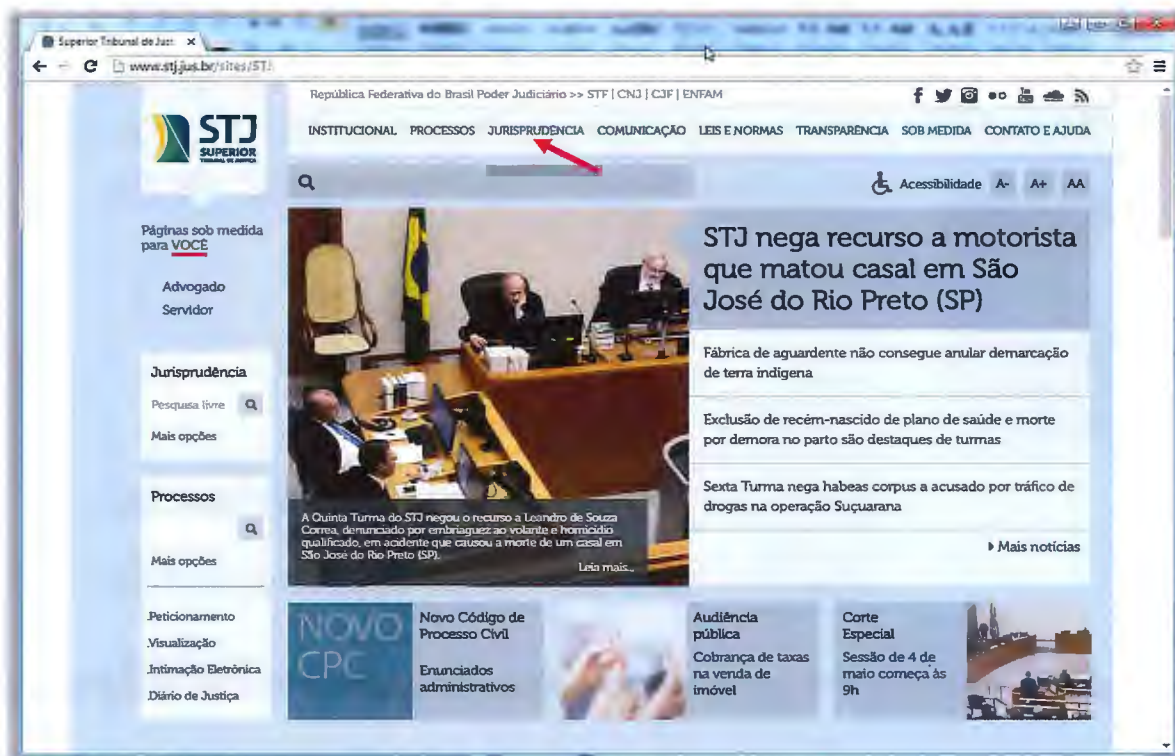 Superior Tribunal de Just
www.stj.jus.br/sites/STJ
República Federativa do Brasil Poder Judiciário >> STF | CNJ | CJF | ENFAM
STJ
SUPERIOR
TRIBUNAL DE JUSTIÇA
INSTITUCIONAL PROCESSOS JURISPRUDÊNCIA COMUNICAÇÃO LEIS E NORMAS TRANSPARÊNCIA SOB MEDIDA CONTATO E AJUDA
Acessibilidade A- A+ AA
Páginas sob medida
para VOCÊ
Advogado
Servidor
Jurisprudência
Pesquisa livre
Mais opções
Processos
Mais opções
.Peticionamento
.Visualização
.Intimação Eletrônica
.Diário de Justiça
A Quinta Turma do STJ negou o recurso a Leandro de Souza
Correa, denunciado por embriaguez ao volante e homicídio
qualificado, em acidente que causou a morte de um casal em
São José do Rio Preto (SP).
Leia mais...
STJ nega recurso a motorista
que matou casal em São
José do Rio Preto (SP)
Fábrica de aguardente não consegue anular demarcação
de terra indígena
Exclusão de recém-nascido de plano de saúde e morte
por demora no parto são destaques de turmas
Sexta Turma nega habeas corpus a acusado por tráfico de
drogas na operação Suçuarana
Mais notícias
NOVO
CPC
Novo Código de
Processo Civil
Enunciados
administrativos
Audiência
pública
Cobrança de taxas
na venda de
imóvel
Corte
Especial
Sessão de 4 de
maio começa às
9h